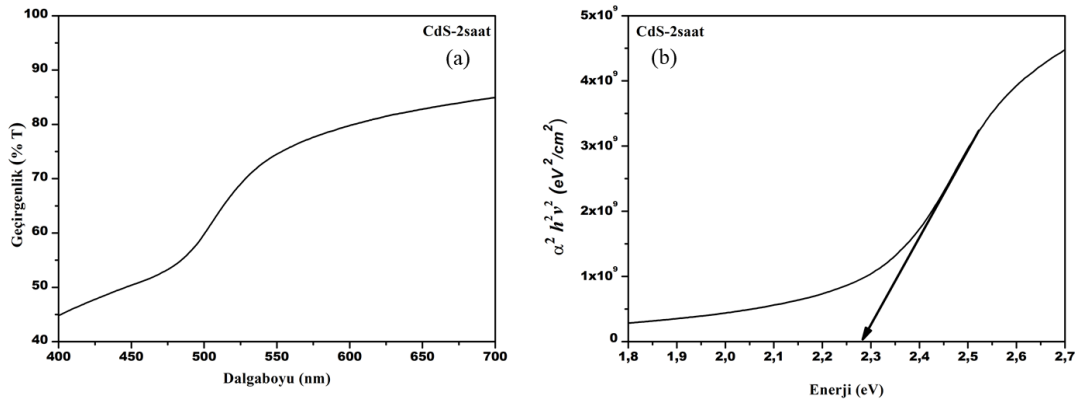 100
90
80
70
60
50
40
Geçirgenlik (% T)
CdS-2saat
(a)
400 450 500 550 600 650 700
Dalgaboyu (nm)
5x10⁹
4x10⁹
3x10⁹
2x10⁹
1x10⁹
0
α² h²ν² (eV²/cm²)
CdS-2saat
(b)
1,8 1,9 2,0 2,1 2,2 2,3 2,4 2,5 2,6 2,7
Enerji (eV)